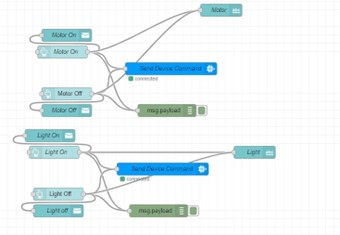 Motor
Motor On
Motor On
Send Device Command
connected
Motor Off
Motor Off
msg.payload
Light On
Light On
Light
Send Device Command
connected
Light Off
Light off
msg.payload